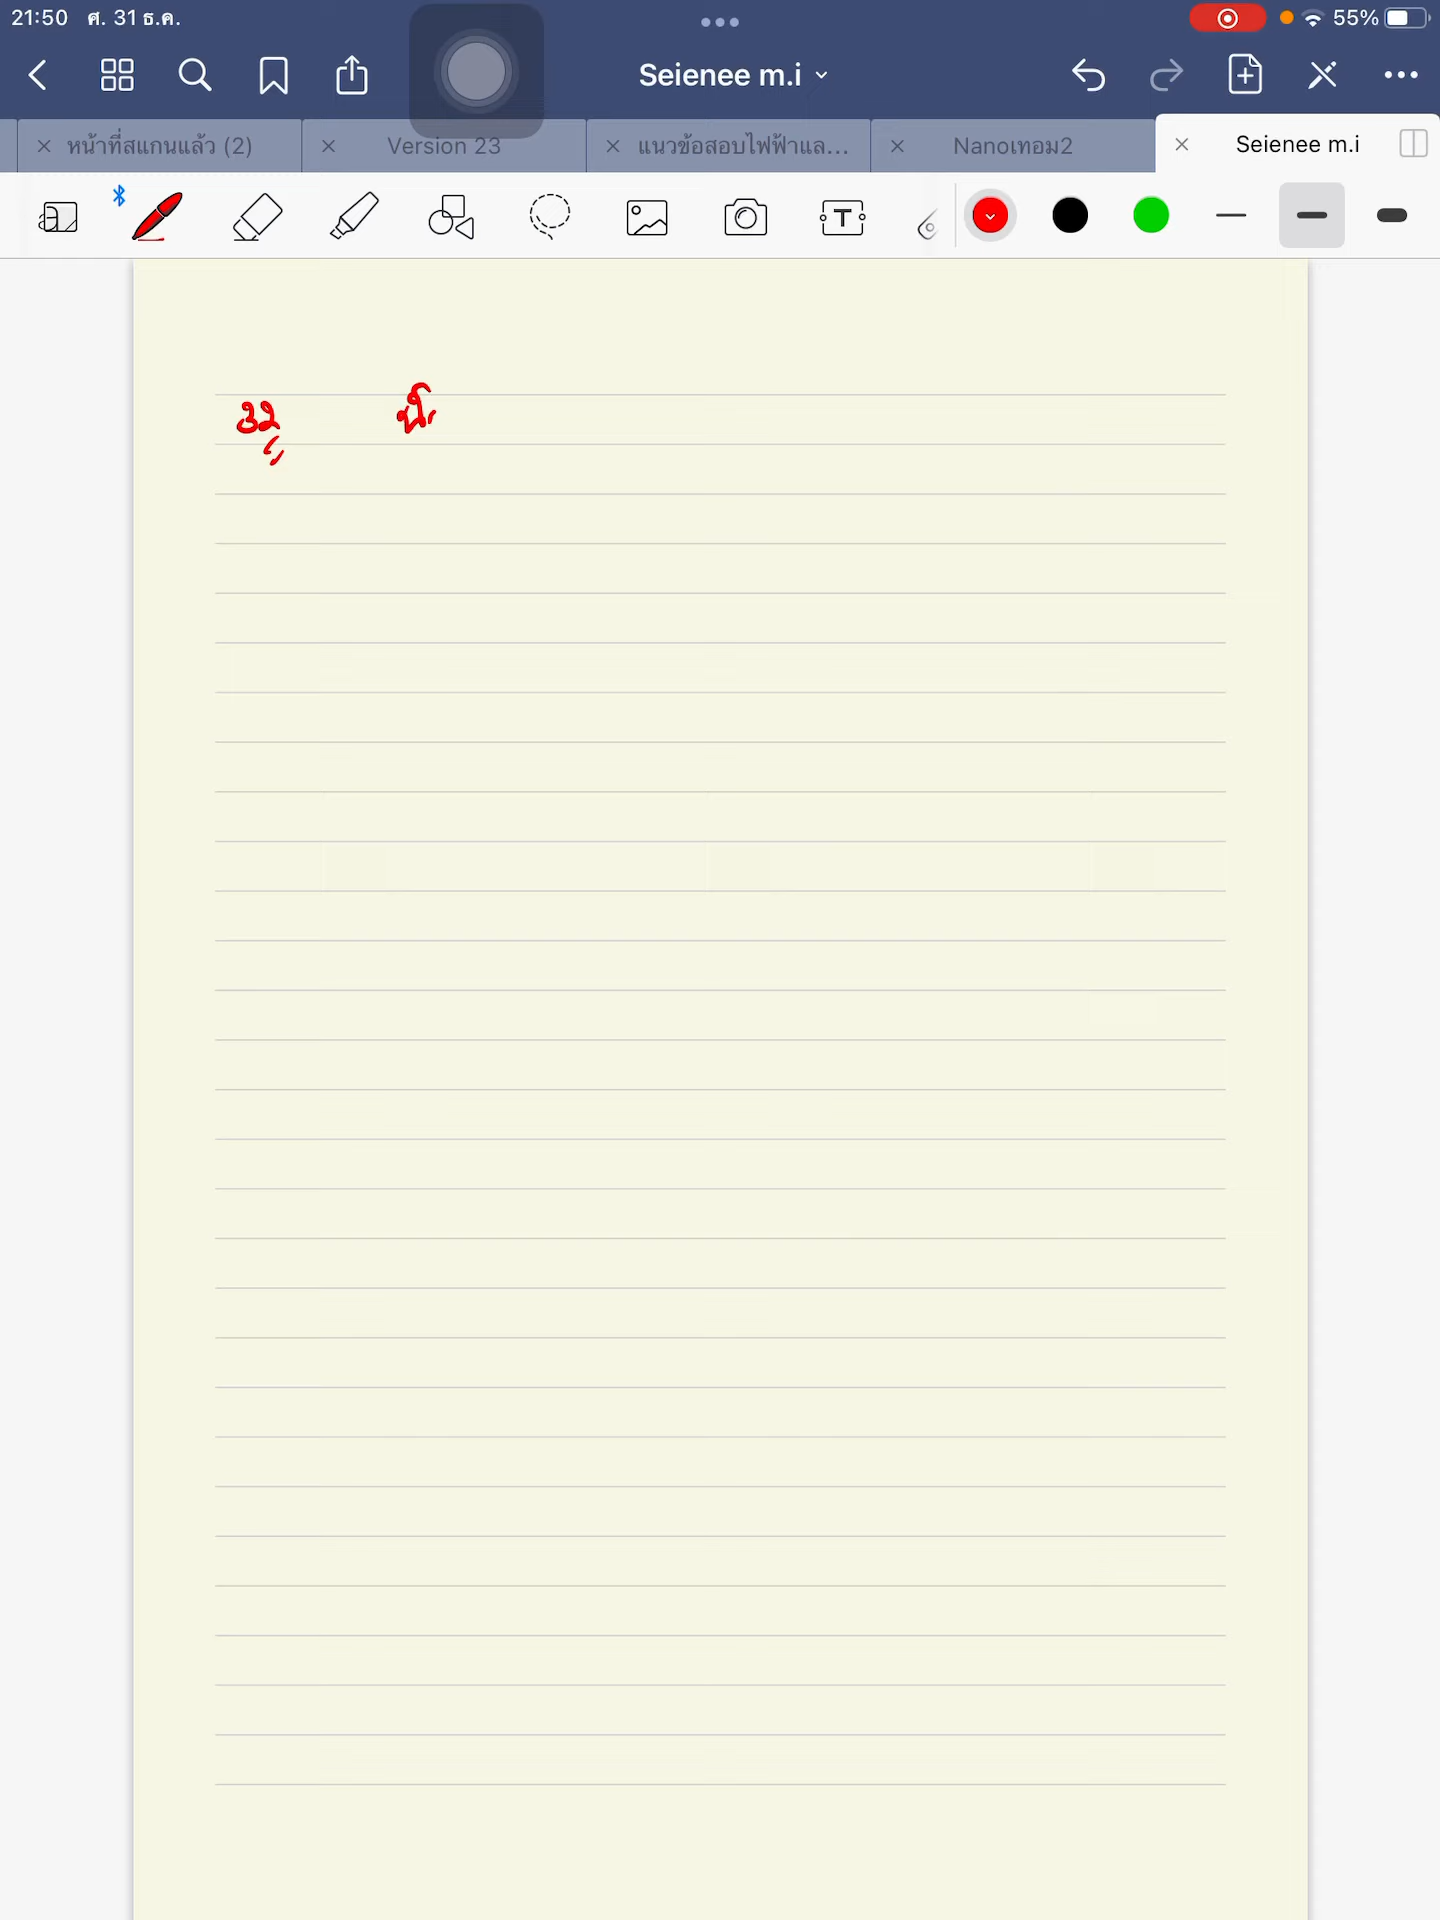 21:50 ศ. 31 ธ.ค. 55%
Seienee m.i
หน้าที่สแกนแล้ว (2) Version 23 แนวข้อสอบไฟฟ้าแล... Nanoเทอม2 Seienee m.i
32